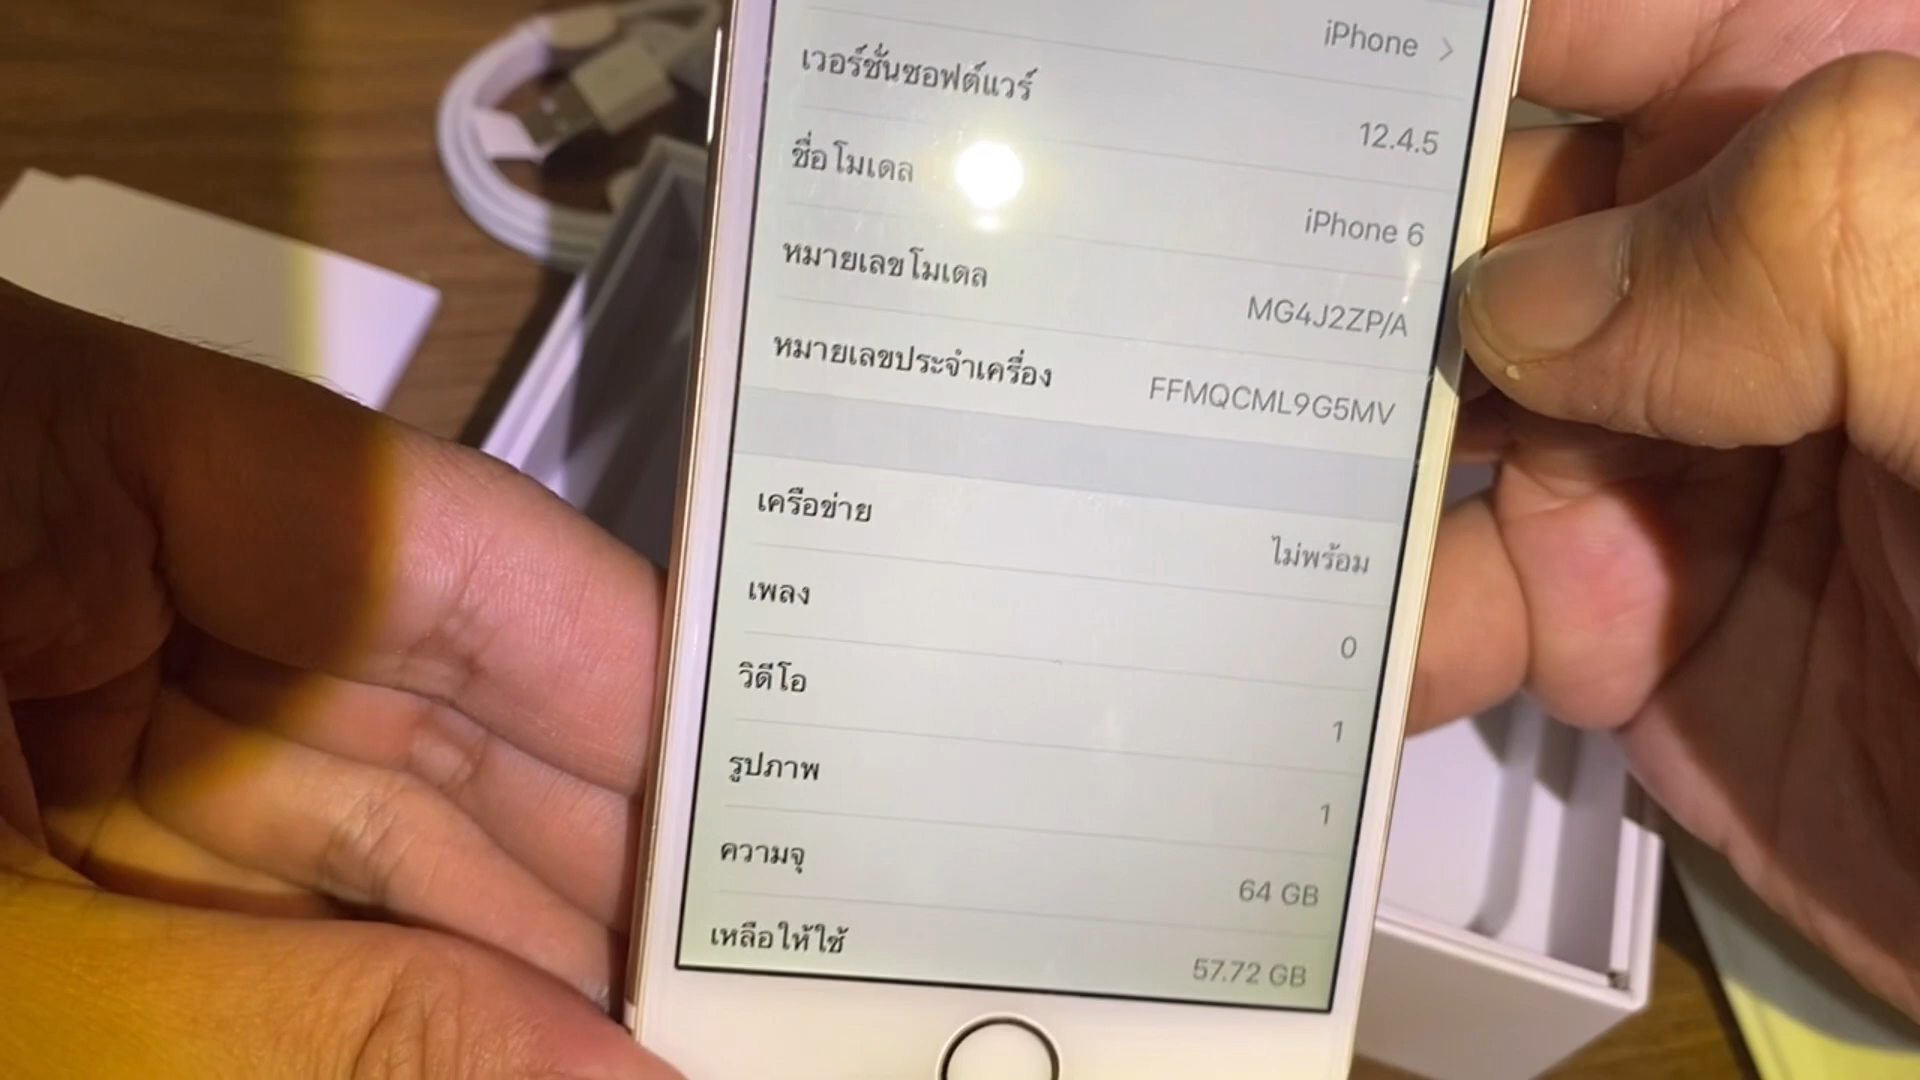 iPhone
เวอร์ชั่นซอฟต์แวร์ 12.4.5
ชื่อโมเดล iPhone 6
หมายเลขโมเดล MG4J2ZP/A
หมายเลขประจำเครื่อง FFMQCML9G5MV
เครือข่าย ไม่พร้อม
เพลง 0
วิดีโอ 1
รูปภาพ 1
ความจุ 64 GB
เหลือให้ใช้ 57.72 GB